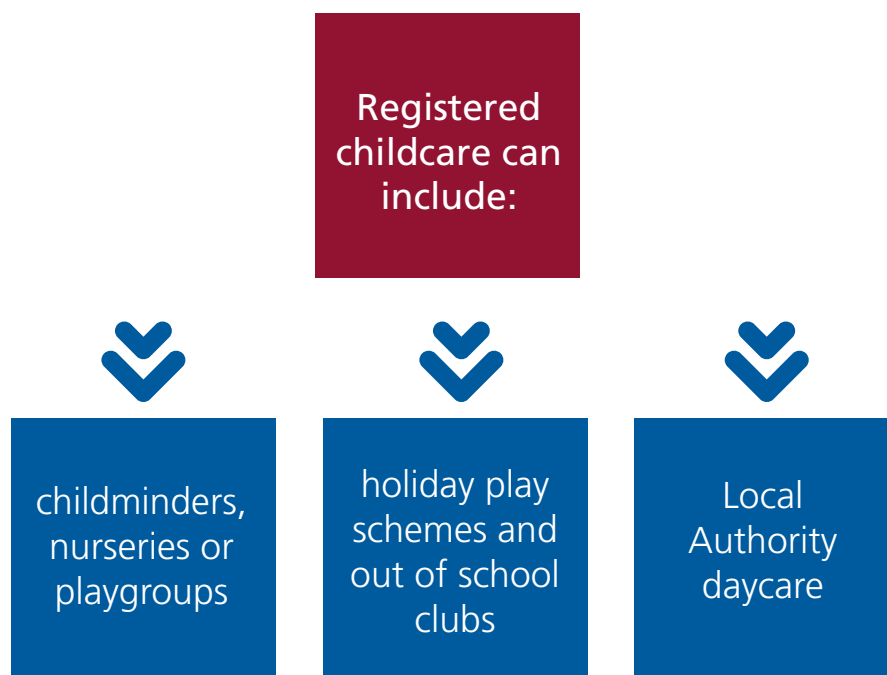 Registered
childcare can
include:
childminders,
nurseries or
playgroups
holiday play
schemes and
out of school
clubs
Local
Authority
daycare